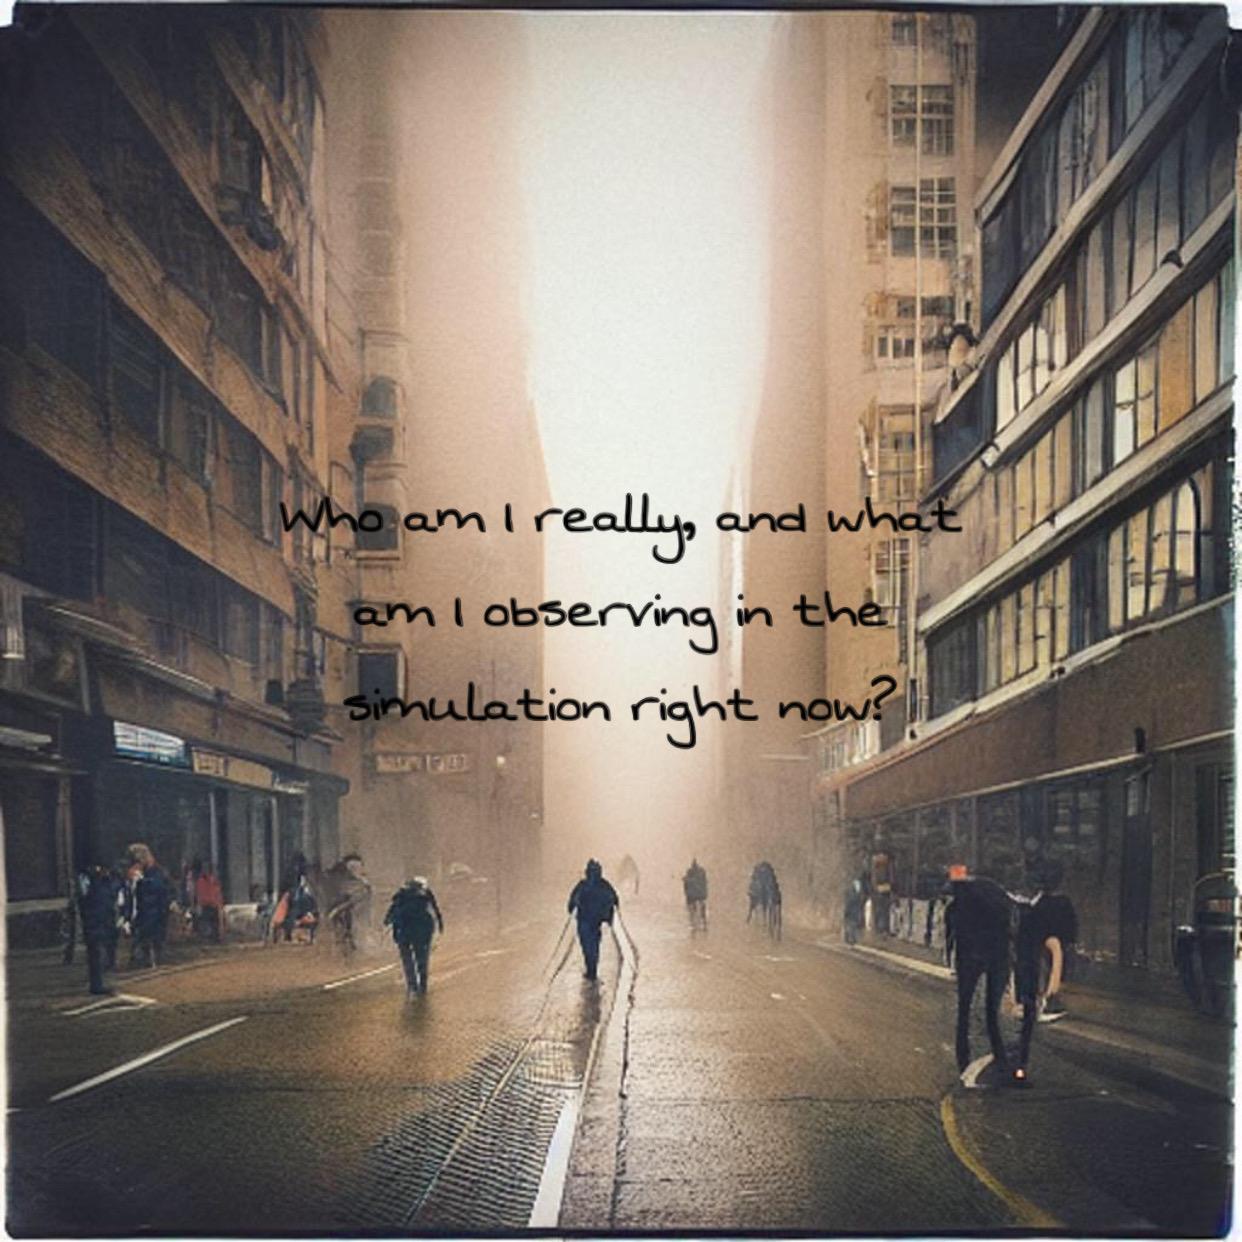 Who am I really, and what
am I observing in the
simulation right now?